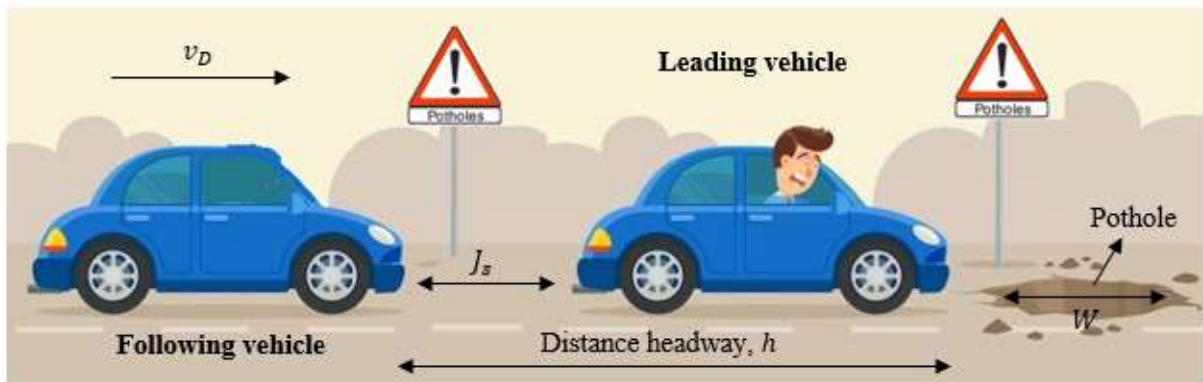 v_D
Leading vehicle
Potholes
Potholes
Pothole
J_s
W
Following vehicle
Distance headway, h